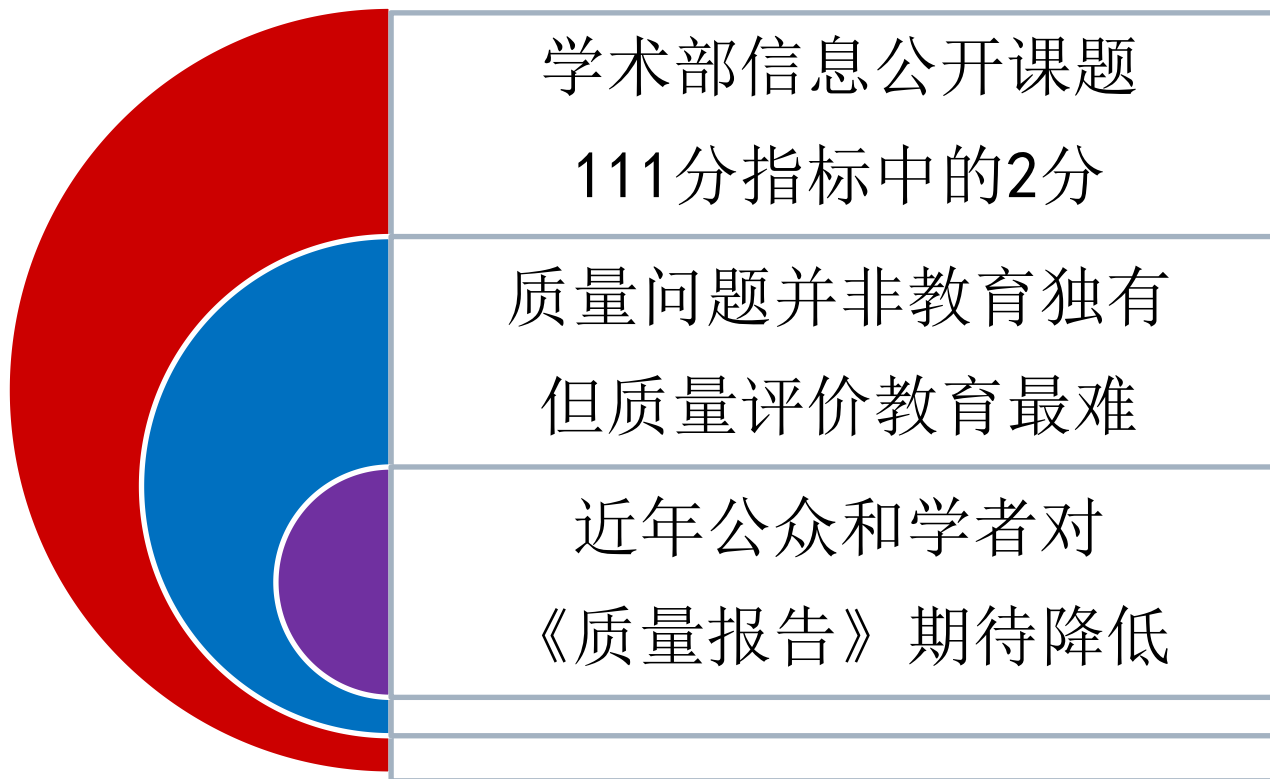 学术部信息公开课题
111分指标中的2分
质量问题并非教育独有
但质量评价教育最难
近年公众和学者对
《质量报告》期待降低